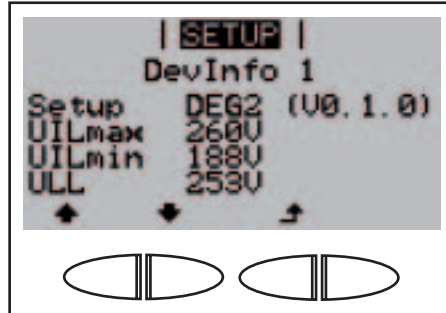 SETUP
DevInfo 1
Setup DEG2 (V0.1.0)
UILmax 260V
UILmin 188V
ULL 253V